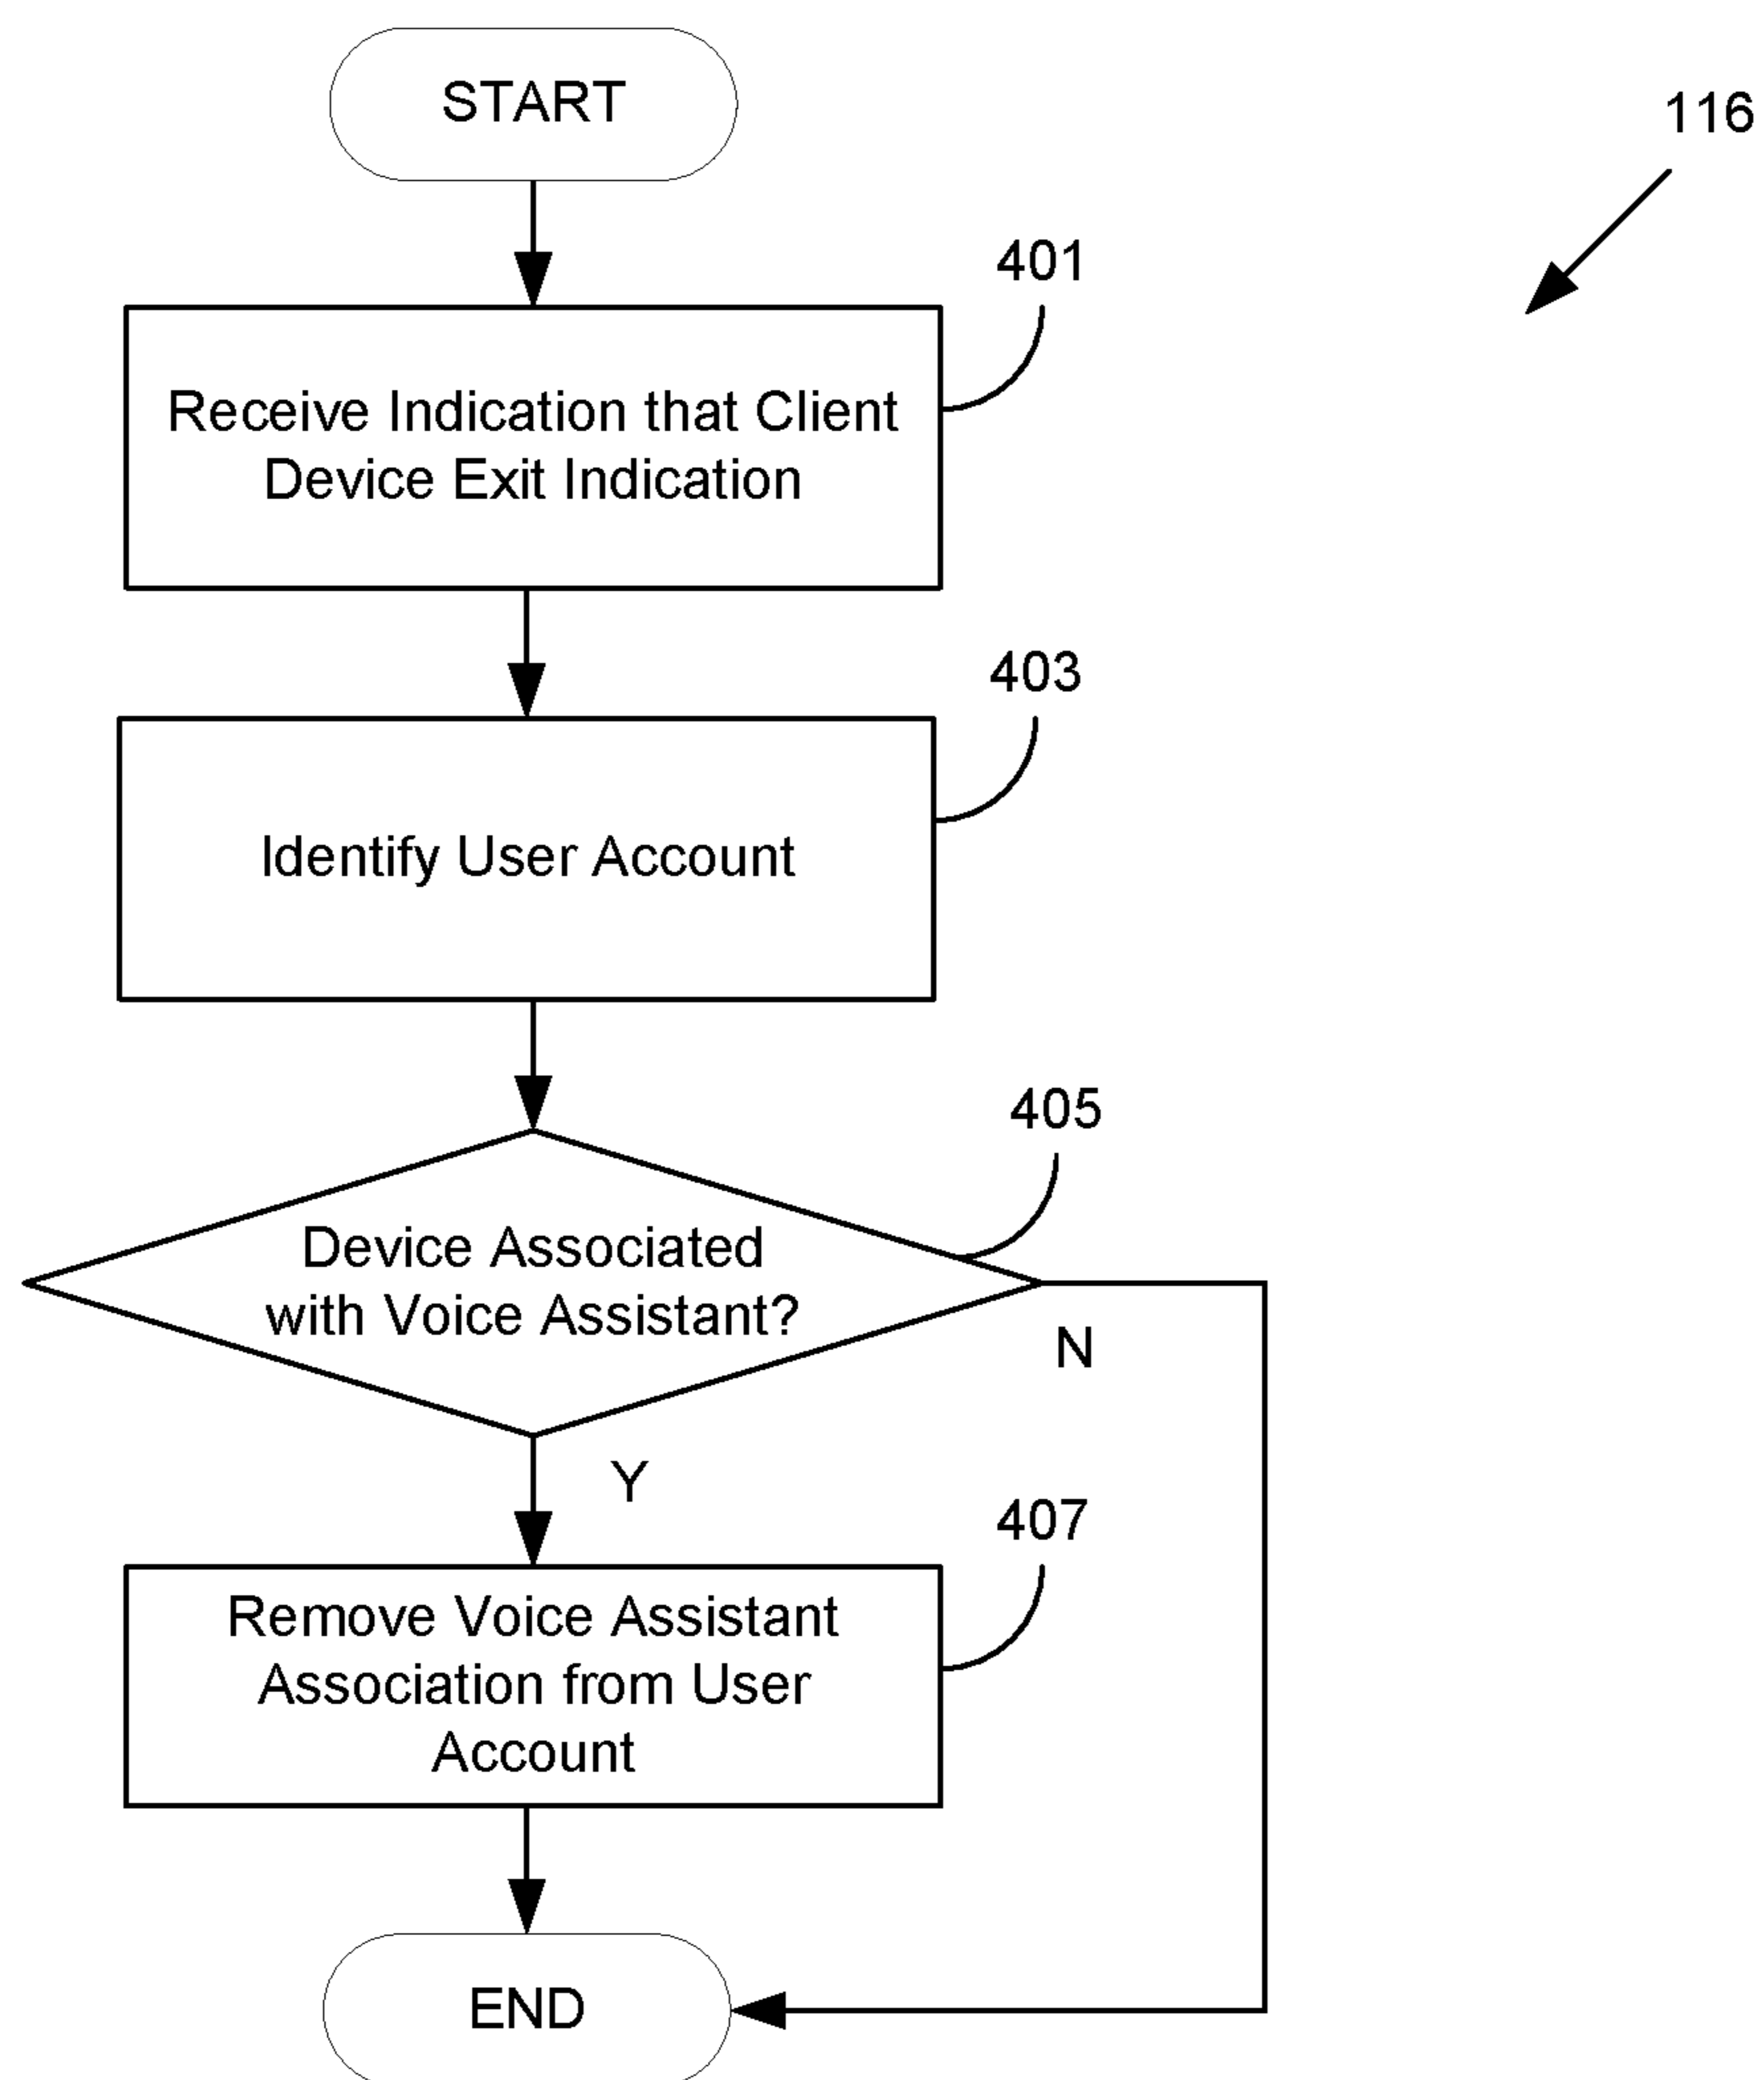 START
116
401
Receive Indication that Client
Device Exit Indication
403
Identify User Account
405
Device Associated
with Voice Assistant?
N
Y
407
Remove Voice Assistant
Association from User
Account
END